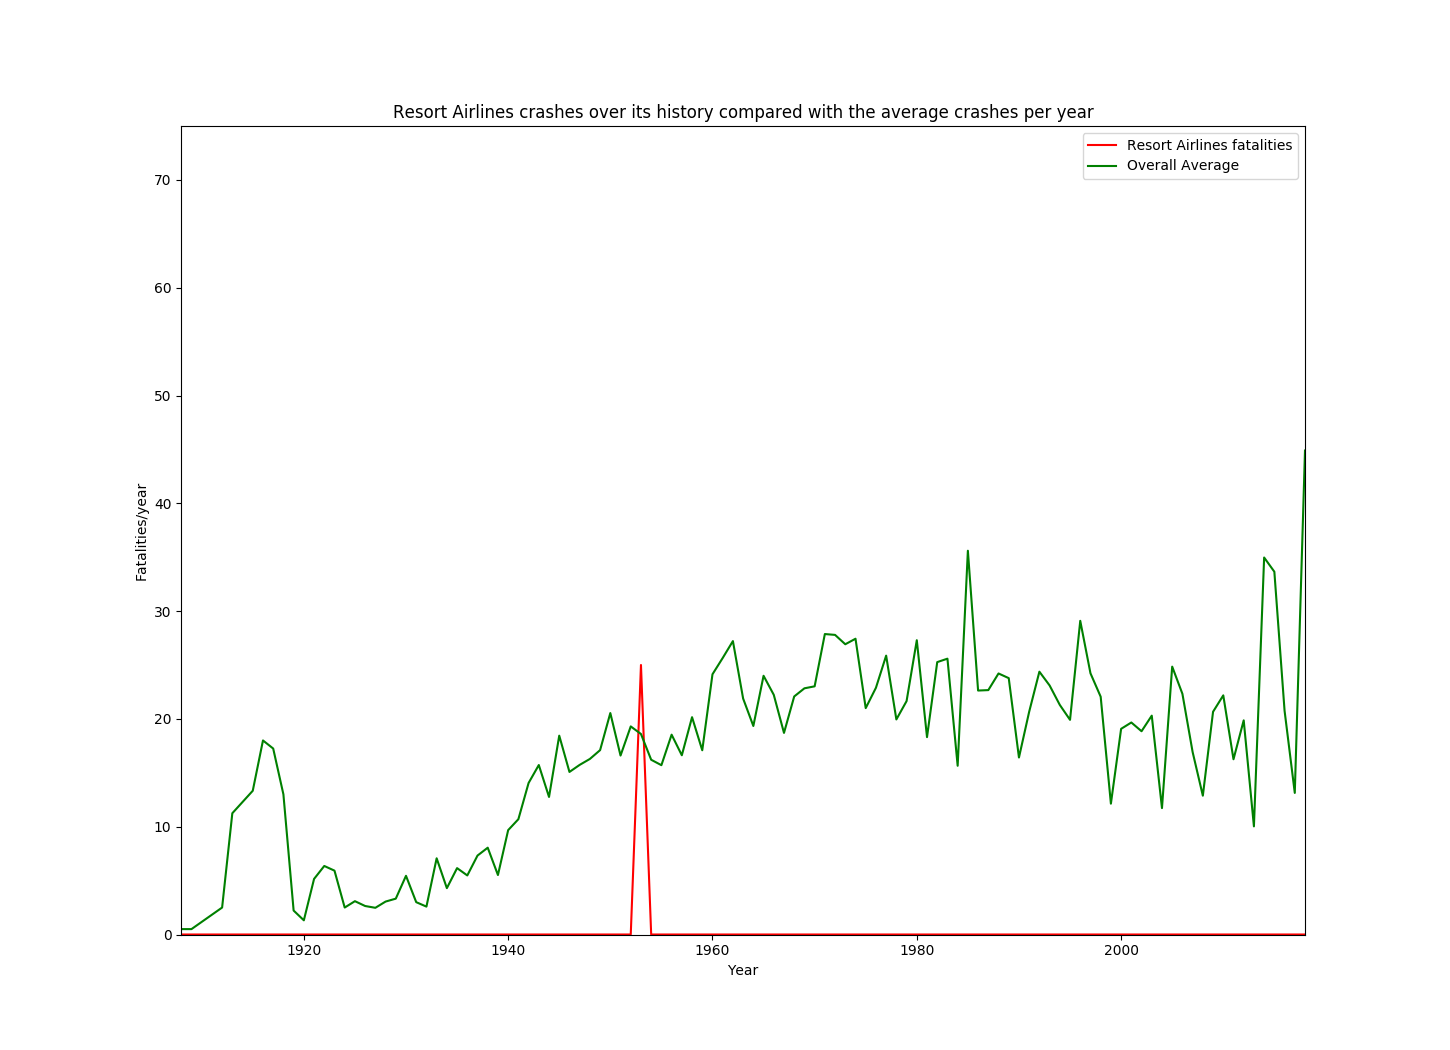 Resort Airlines crashes over its history compared with the average crashes per year
Resort Airlines fatalities
Overall Average
70
60
50
40
30
20
10
0
Fatalities/year
1920 1940 1960 1980 2000
Year